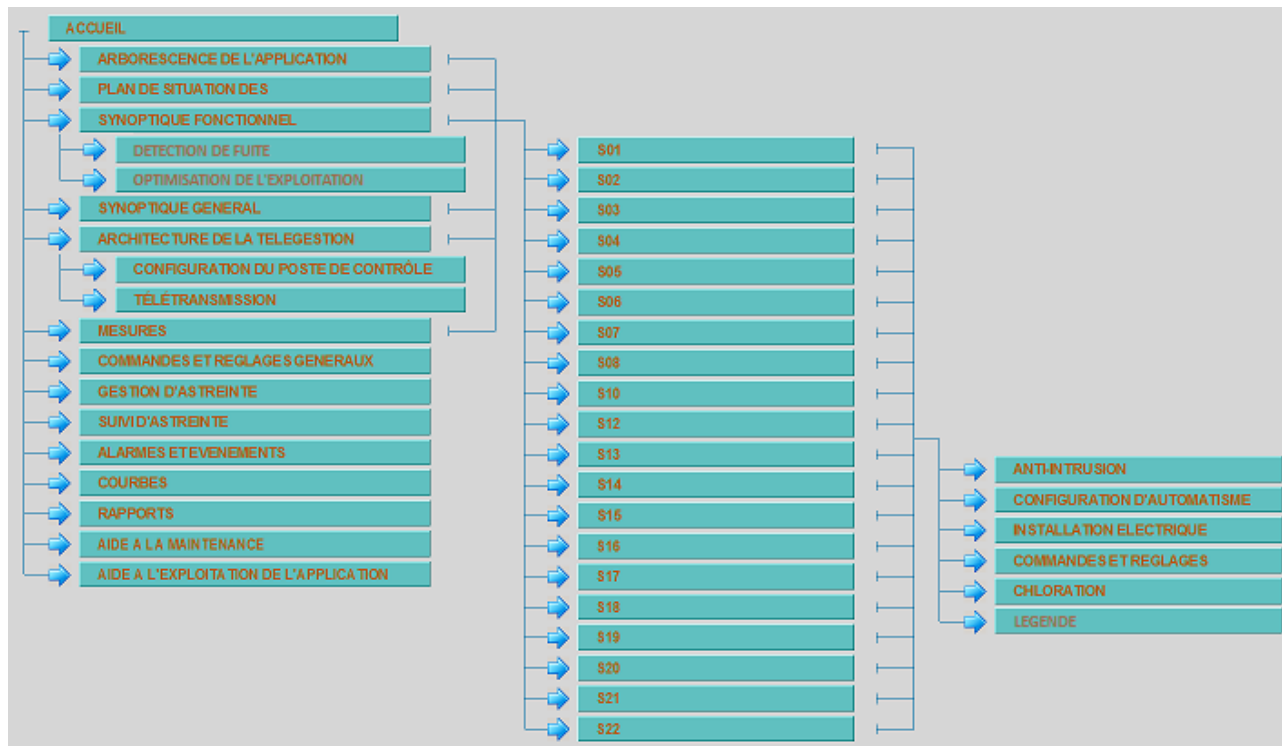 ACCUEIL
ARBORESCENCE DE L'APPLICATION
PLAN DE SITUATION DES
SYNOPTIQUE FONCTIONNEL
DETECTION DE FUITE
OPTIMISATION DE L'EXPLOITATION
SYNOPTIQUE GENERAL
ARCHITECTURE DE LA TELEGESTION
CONFIGURATION DU POSTE DE CONTRÔLE
TÉLÉTRANSMISSION
MESURES
COMMANDES ET REGLAGES GENERAUX
GESTION D'ASTREINTE
SUIVI D'ASTREINTE
ALARMES ET EVENEMENTS
COURBES
RAPPORTS
AIDE A LA MAINTENANCE
AIDE A L'EXPLOITATION DE L'APPLICATION
S01
S02
S03
S04
S05
S06
S07
S08
S10
S12
S13
S14
S15
S16
S17
S18
S19
S20
S21
S22
ANTI-INTRUSION
CONFIGURATION D'AUTOMATISME
INSTALLATION ELECTRIQUE
COMMANDES ET REGLAGES
CHLORATION
LEGENDE